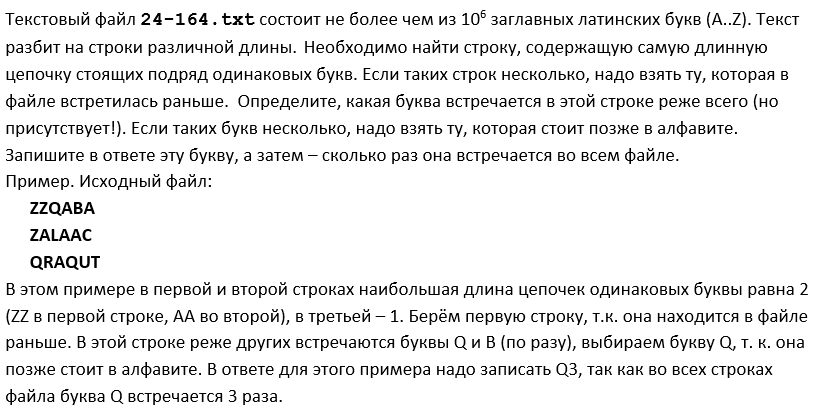 Текстовый файл 24-164.txt состоит не более чем из 10⁶ заглавных латинских букв (A..Z). Текст
разбит на строки различной длины. Необходимо найти строку, содержащую самую длинную
цепочку стоящих подряд одинаковых букв. Если таких строк несколько, надо взять ту, которая в
файле встретилась раньше. Определите, какая буква встречается в этой строке реже всего (но
присутствует!). Если таких букв несколько, надо взять ту, которая стоит позже в алфавите.
Запишите в ответе эту букву, а затем – сколько раз она встречается во всем файле.
Пример. Исходный файл:
ZZQABA
ZALAAC
QRAQUT
В этом примере в первой и второй строках наибольшая длина цепочек одинаковых буквы равна 2
(ZZ в первой строке, AA во второй), в третьей – 1. Берём первую строку, т.к. она находится в файле
раньше. В этой строке реже других встречаются буквы Q и B (по разу), выбираем букву Q, т. к. она
позже стоит в алфавите. В ответе для этого примера надо записать Q3, так как во всех строках
файла буква Q встречается 3 раза.